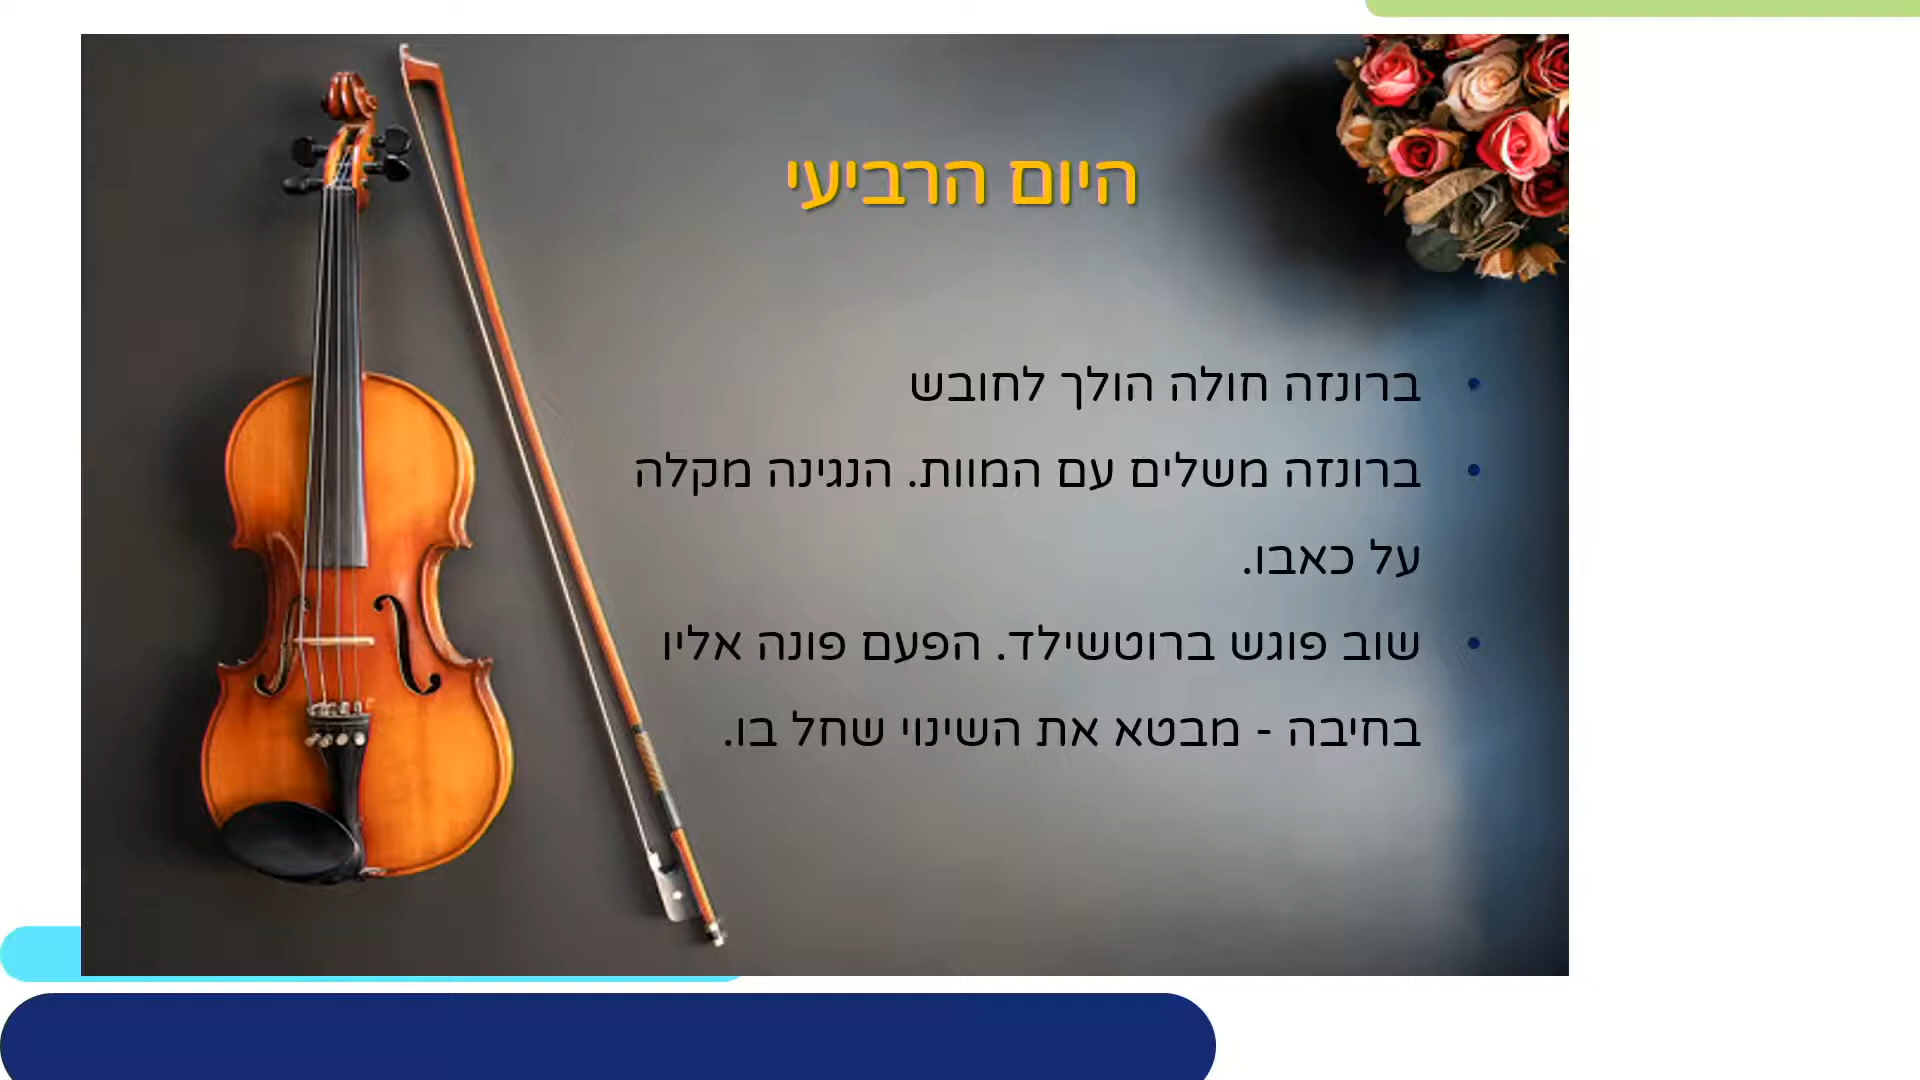 היום הרביעי
ברונזה חולה הולך לחובש
ברונזה משלים עם המוות. הנגינה מקלה
על כאבו.
שוב פוגש ברוטשילד. הפעם פונה אליו
בחיבה - מבטא את השינוי שחל בו.